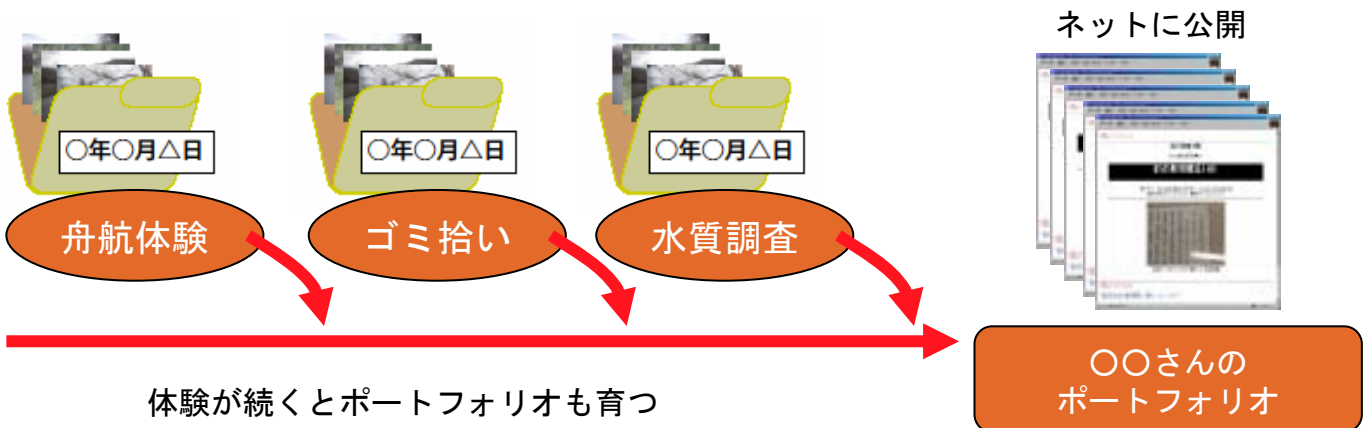 ネットに公開
○年○月△日
○年○月△日
○年○月△日
舟航体験
ゴミ拾い
水質調査
○○さんの
ポートフォリオ
体験が続くとポートフォリオも育つ